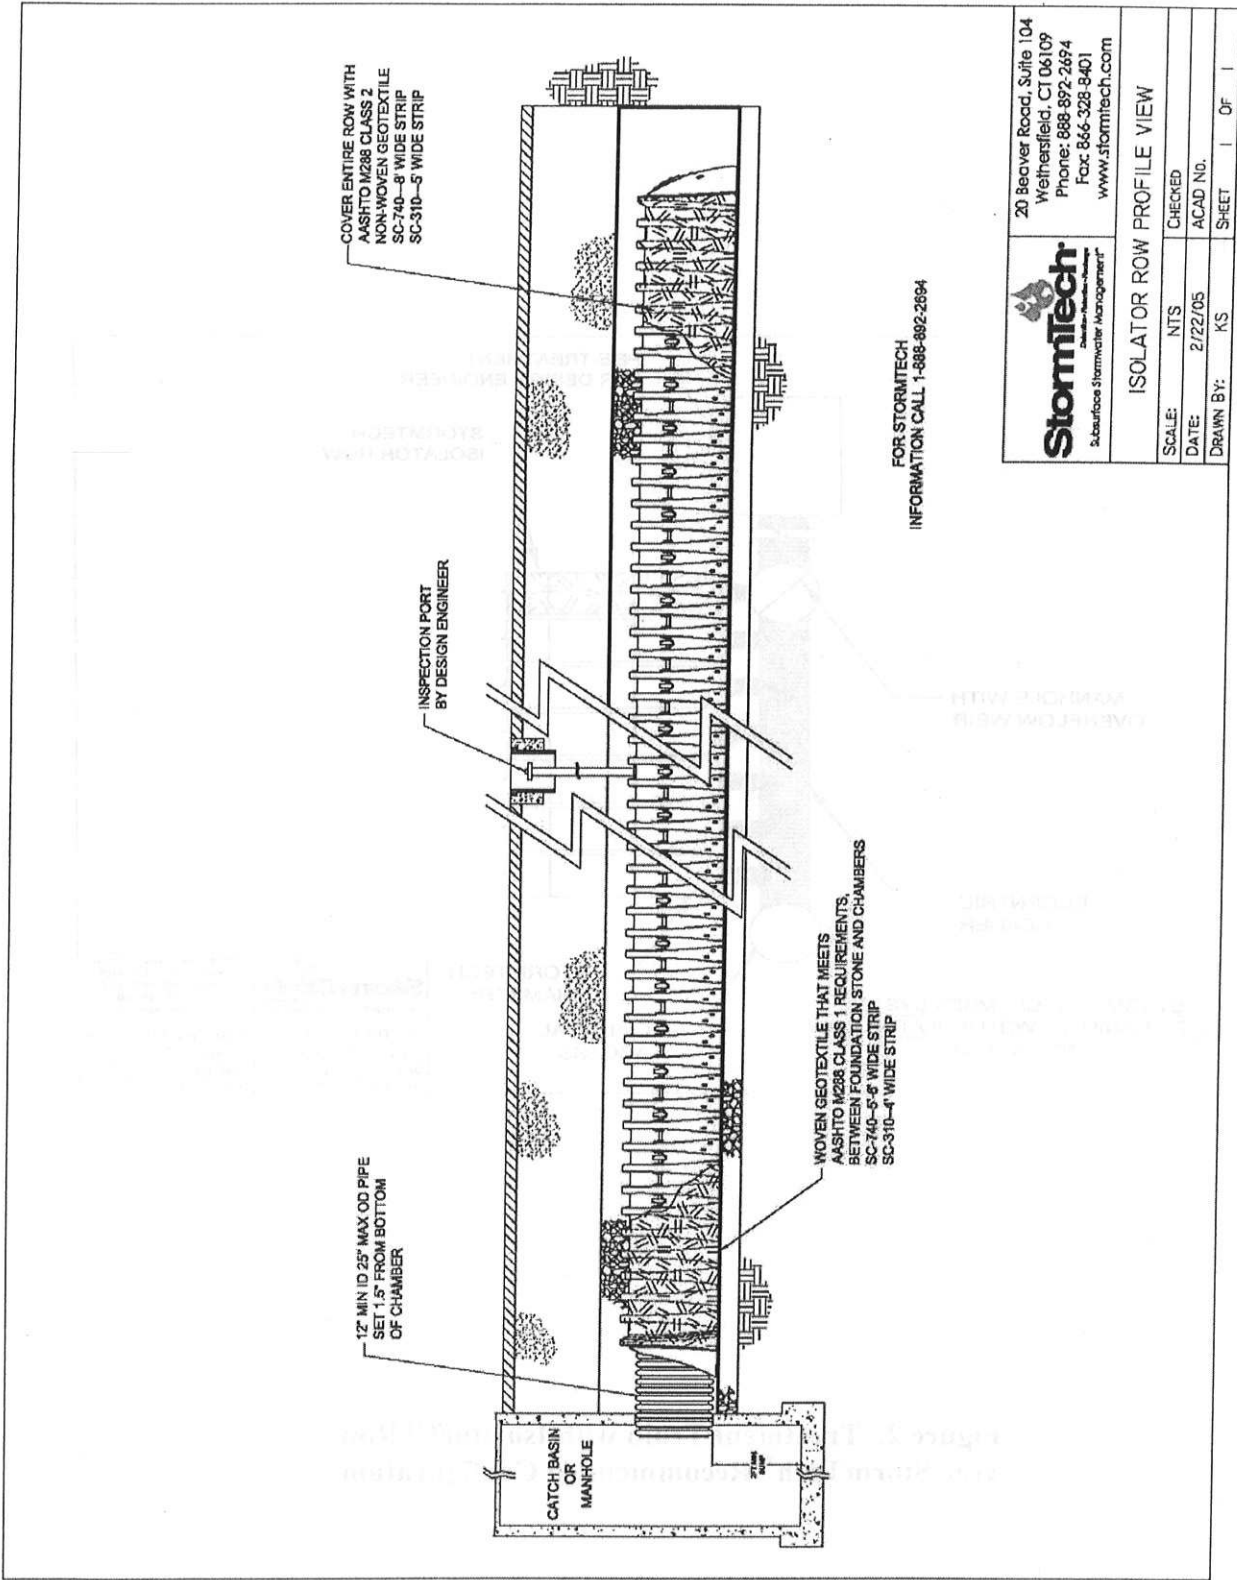 COVER ENTIRE ROW WITH
AASHTO M288 CLASS 2
NON-WOVEN GEOTEXTILE
SC-740—8' WIDE STRIP
SC-310—5' WIDE STRIP
INSPECTION PORT
BY DESIGN ENGINEER
12" MIN ID 25" MAX OD PIPE
SET 1.5" FROM BOTTOM
OF CHAMBER
CATCH BASIN
OR
MANHOLE
SUMP
WOVEN GEOTEXTILE THAT MEETS
AASHTO M288 CLASS 1 REQUIREMENTS,
BETWEEN FOUNDATION STONE AND CHAMBERS
SC-740—5'-6" WIDE STRIP
SC-310—4' WIDE STRIP
FOR STORMTECH
INFORMATION CALL 1-888-892-2694
StormTech
Detention • Retention • Recharge
Subsurface Stormwater Management
20 Beaver Road, Suite 104
Wethersfield, CT 06109
Phone: 888-892-2694
Fax: 866-328-8401
www.stormtech.com
ISOLATOR ROW PROFILE VIEW
SCALE: NTS CHECKED
DATE: 2/22/05 ACAD No.
DRAWN BY: KS SHEET 1 OF 1